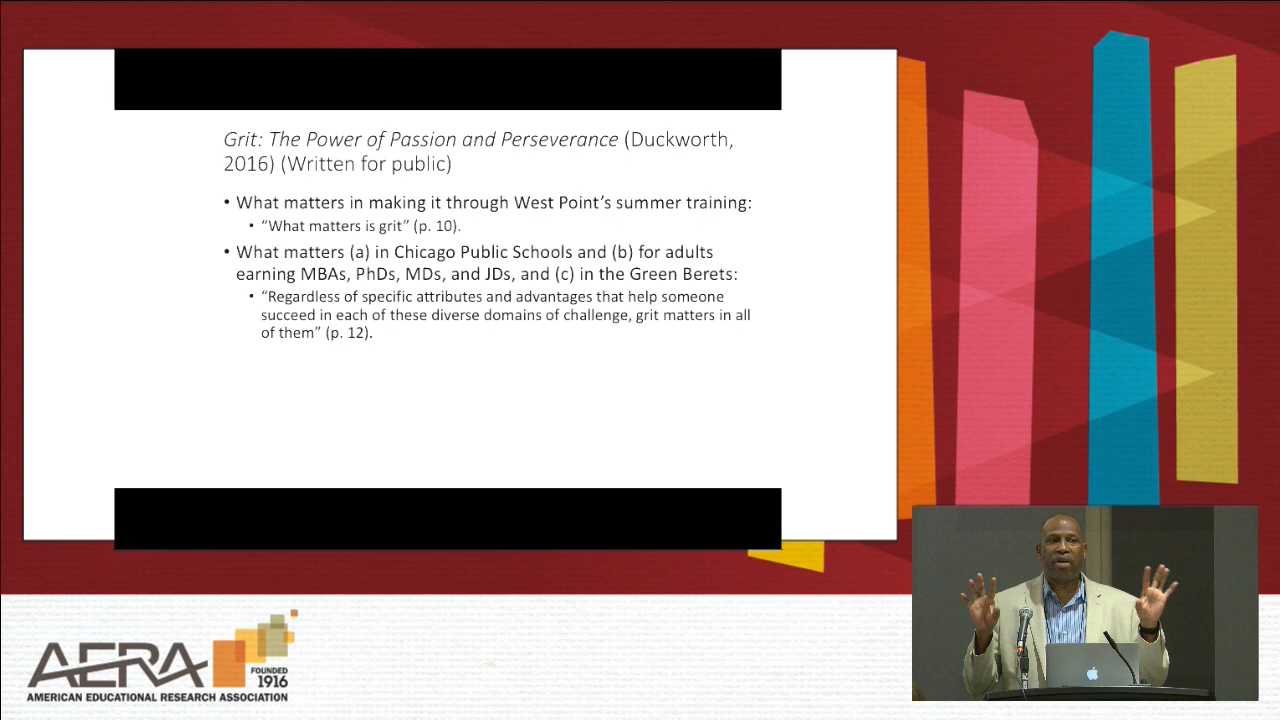 Grit: The Power of Passion and Perseverance (Duckworth,
2016) (Written for public)
• What matters in making it through West Point’s summer training:
• “What matters is grit” (p. 10).
• What matters (a) in Chicago Public Schools and (b) for adults
earning MBAs, PhDs, MDs, and JDs, and (c) in the Green Berets:
• “Regardless of specific attributes and advantages that help someone
succeed in each of these diverse domains of challenge, grit matters in all
of them” (p. 12).
AERA
FOUNDED
1916
AMERICAN EDUCATIONAL RESEARCH ASSOCIATION